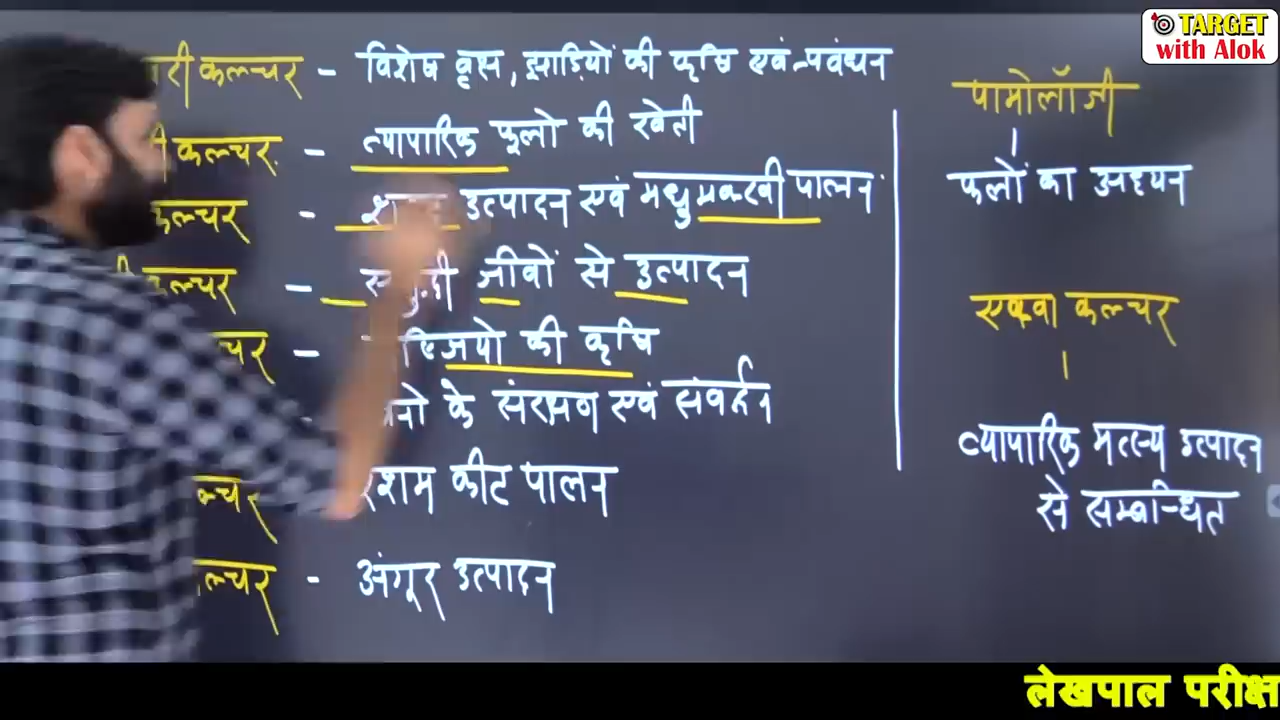 री कल्चर - विशेष वृक्ष, झाड़ियों की कृषि एवं प्रबंधन
ी कल्चर - व्यापारिक फूलो की खेती
कल्चर - उत्पादन एवं मधुमक्खी पालन
ी कल्चर - जीवों से उत्पादन
चर - की कृषि
के संरक्षण एवं संवर्द्धन
ल्चर रेशम कीट पालन
ल्चर - अंगूर उत्पादन
पामोलॉजी
फलों का अध्ययन
एक्वा कल्चर
व्यापारिक मत्स्य उत्पादन
से सम्बन्धित
TARGET
with Alok
लेखपाल परीक्ष